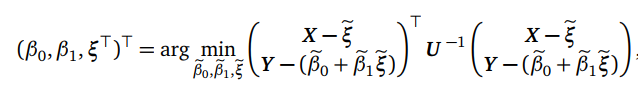 (β₀, β₁, ξ^⊤)^⊤ = arg min_{β̃₀,β̃₁,ξ̃} ( X − ξ̃ ; Y − (β̃₀ + β̃₁ξ̃) )^⊤ U^{−1} ( X − ξ̃ ; Y − (β̃₀ + β̃₁ξ̃) ),